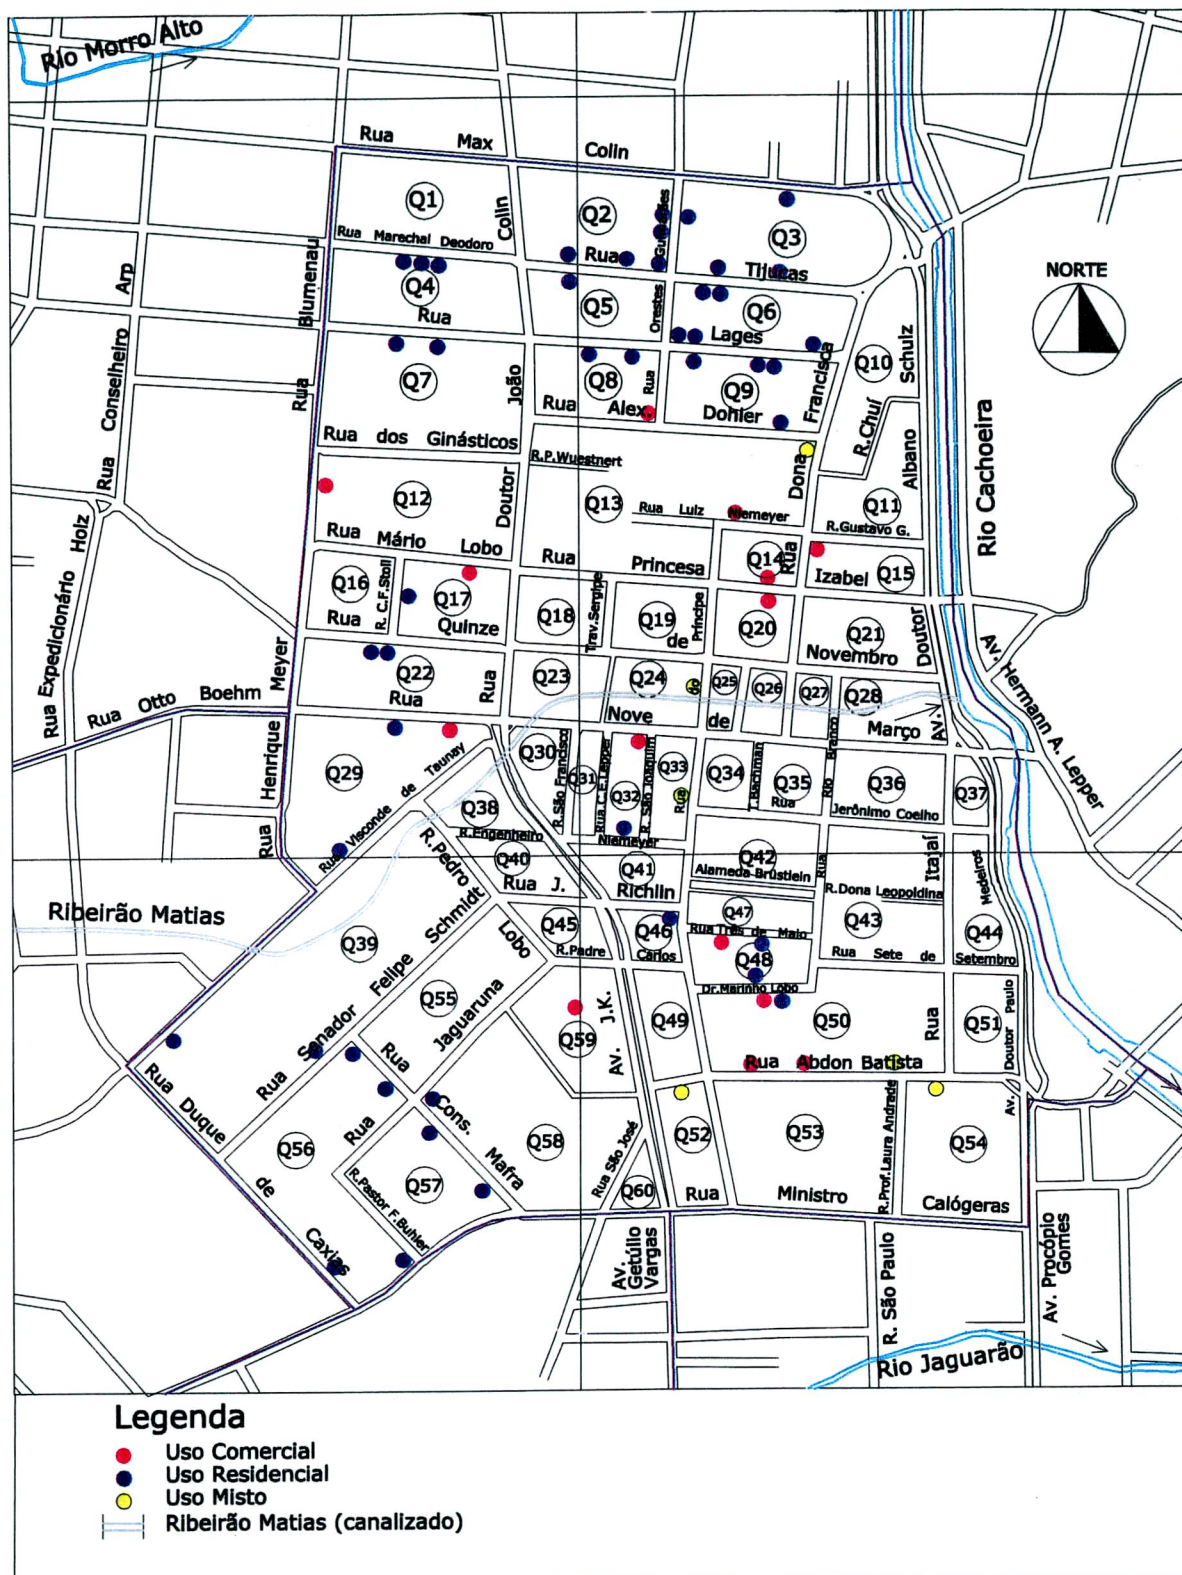 Rio Morro Alto
Rua Max Colin
Q1
Q2
Q3
Rua Marechal Deodoro
Colin
Guimarães
Rua Tijucas
NORTE
Blumenau
Arp
Q4
Q5
Orestes
Q6
Rua Lages
Conselheiro
Q7
Q8
Rua
Q9
Francisca
Q10
Schulz
Rua
João
Rua Alex. Dohler
R.Chuí
Rio Cachoeira
Rua dos Ginásticos
R.P.Wuestnert
Dona
Albano
Rua
Q12
Doutor
Q13
Rua Luiz Niemeyer
Q11
R.Gustavo G.
Holz
Rua Mário Lobo
Rua Princesa Izabel
Q14
Rua
Q15
Expedicionário
Q16
R. C.F.Stoll
Q17
Q18
Trav.Sergipe
Q19
Príncipe
Q20
Q21
Doutor
Rua Quinze de Novembro
Rua
Meyer
Q22
Rua
Q23
Q24
do
Q25
Q26
Q27
Q28
Av. Hermann A. Lepper
Rua Otto Boehm
Rua Nove de Março
Av.
Henrique
Q29
Rua Visconde de Taunay
Q30
R.São Francisco
Q31
Rua C.E.Lepper
Q32
R. São Joaquim
Q33
Rua
Q34
T.Bachman
Q35
Rio Branco
Q36
Q37
Rua Jerônimo Coelho
Q38
R.Engenheiro Niemeyer
Rua
R.Pedro Lobo
Q40
Q41
Q42
Alameda Brüstlein
Rua
Itajaí
Medeiros
Rua J. Richlin
R.Dona Leopoldina
Ribeirão Matias
Q39
Schmidt
Q45
Q46
Q47
Rua Três de Maio
Q43
Q44
R.Padre Carlos
Q48
Rua Sete de Setembro
Rua Senador Felipe
Q55
Jaguaruna
Dr.Marinho Lobo
Q59
Av. J.K.
Q49
Q50
Rua
Q51
Doutor Paulo
Rua Abdon Batista
Rua Duque de Caxias
Rua Cons. Mafra
Rua
Av.
Q56
Q57
R.Pastor F.Buhler
Q58
Rua São José
Q60
Q52
Q53
R.Prof.Laura Andrade
Q54
Rua Ministro Calógeras
Av. Getúlio Vargas
R. São Paulo
Av. Procópio Gomes
Rio Jaguarão
Legenda
Uso Comercial
Uso Residencial
Uso Misto
Ribeirão Matias (canalizado)